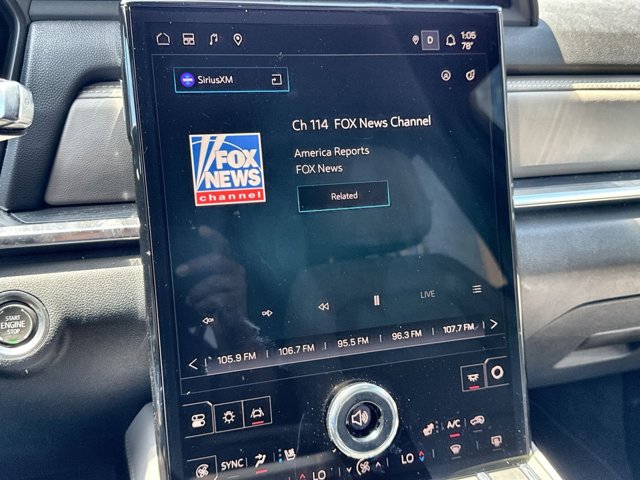 D
1:05
78°
SiriusXM
Ch 114 FOX News Channel
FOX
NEWS
channel
America Reports
FOX News
Related
LIVE
105.9 FM | 106.7 FM | 95.5 FM | 96.3 FM | 107.7 FM
START
ENGINE
STOP
A/C
SYNC
LO
LO